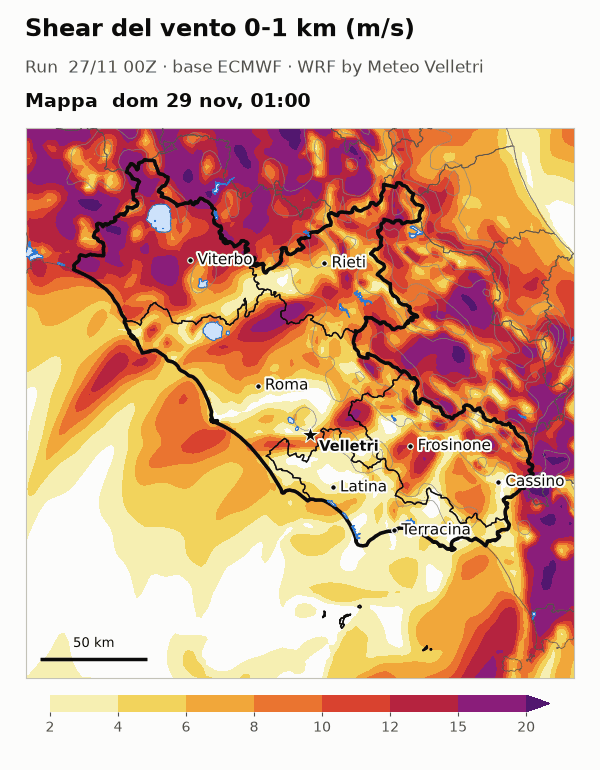 Shear del vento 0-1 km (m/s)
Run  27/11 00Z · base ECMWF · WRF by Meteo Velletri
Mappa  dom 29 nov, 01:00
Viterbo
Rieti
Roma
Velletri
Frosinone
Latina
Cassino
Terracina
50 km
2 4 6 8 10 12 15 20